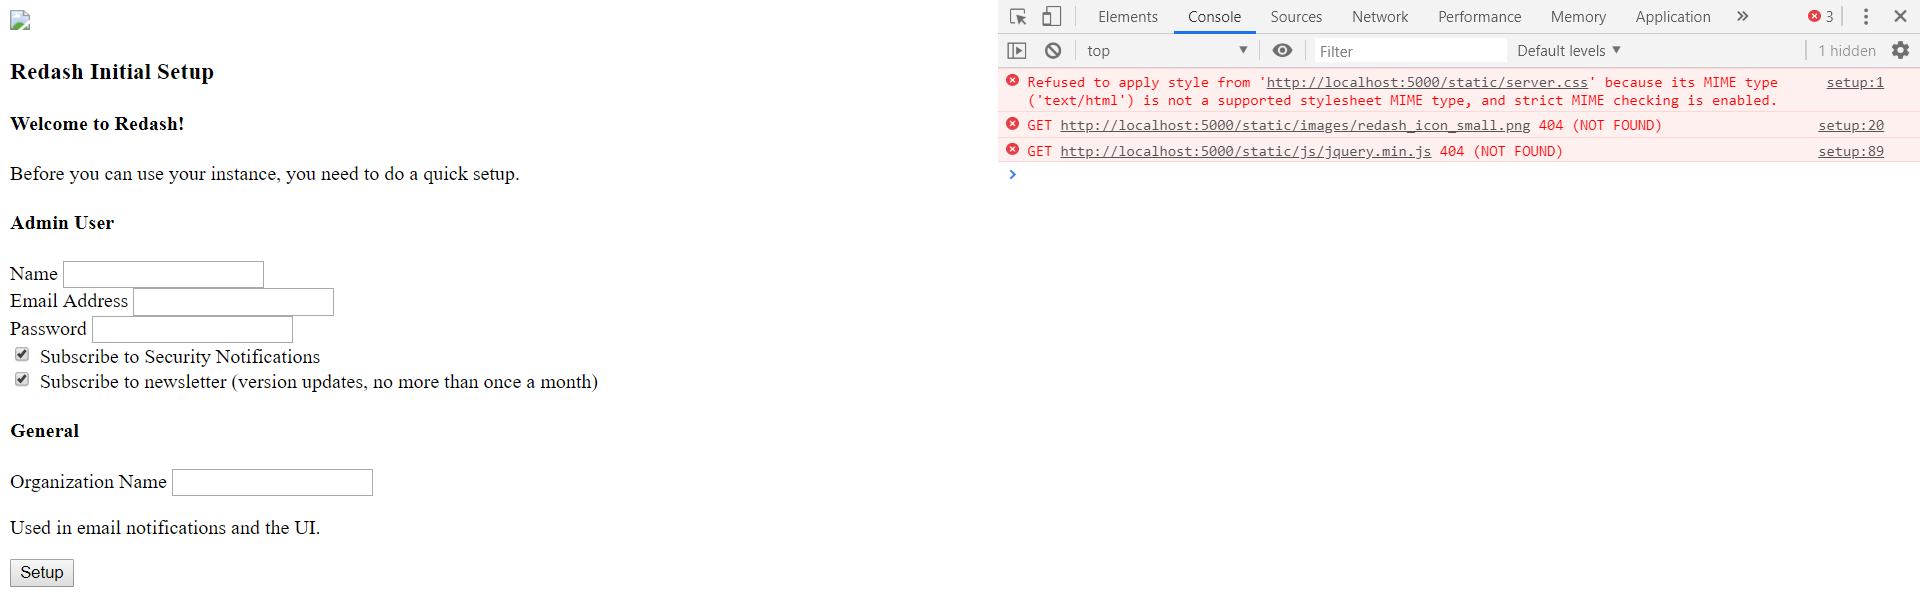 Redash Initial Setup
Welcome to Redash!
Before you can use your instance, you need to do a quick setup.
Admin User
Name
Email Address
Password
Subscribe to Security Notifications
Subscribe to newsletter (version updates, no more than once a month)
General
Organization Name
Used in email notifications and the UI.
Setup
Elements Console Sources Network Performance Memory Application » 3
top Filter Default levels 1 hidden
Refused to apply style from 'http://localhost:5000/static/server.css' because its MIME type setup:1
('text/html') is not a supported stylesheet MIME type, and strict MIME checking is enabled.
GET http://localhost:5000/static/images/redash_icon_small.png 404 (NOT FOUND) setup:20
GET http://localhost:5000/static/js/jquery.min.js 404 (NOT FOUND) setup:89